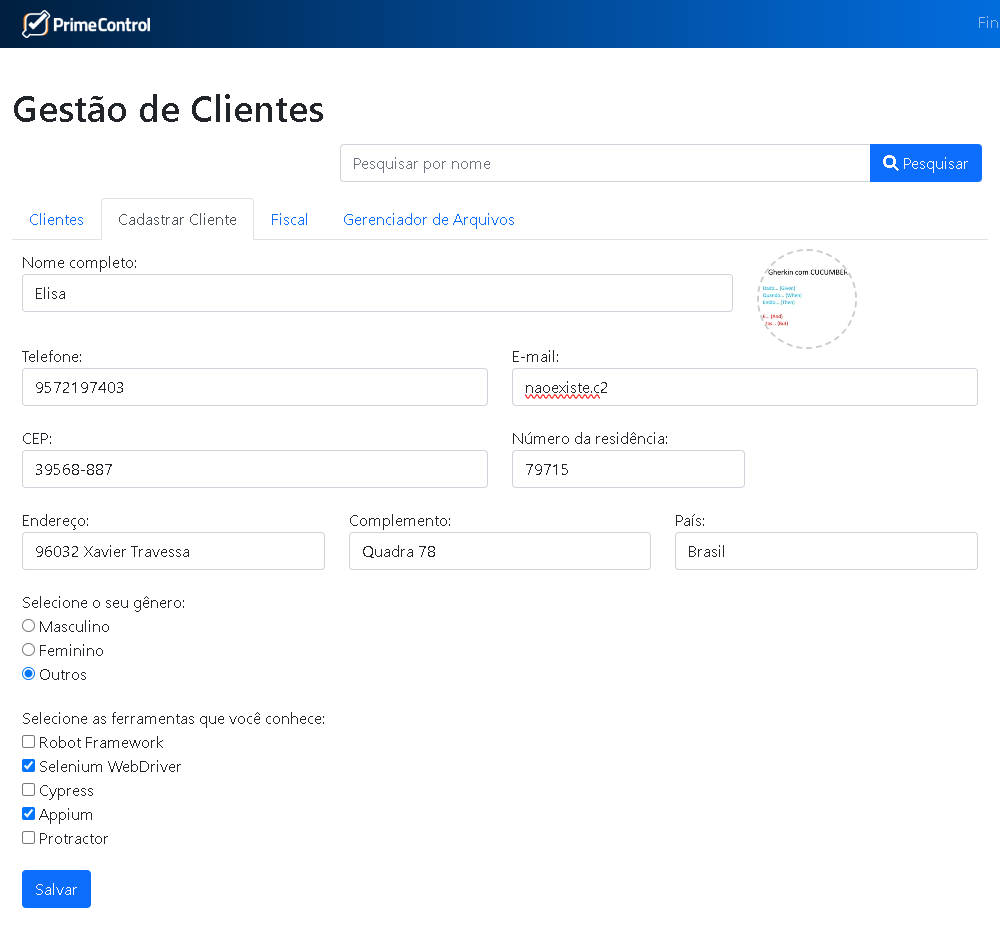 PrimeControl
Fin
Gestão de Clientes
Pesquisar por nome
Pesquisar
Clientes
Cadastrar Cliente
Fiscal
Gerenciador de Arquivos
Nome completo:
Elisa
Gherkin com CUCUMBER
Dado... (Given)
Quando... (When)
Então... (Then)
E... (And)
(But)
Telefone:
9572197403
E-mail:
naoexiste.c2
CEP:
39568-887
Número da residência:
79715
Endereço:
96032 Xavier Travessa
Complemento:
Quadra 78
País:
Brasil
Selecione o seu gênero:
Masculino
Feminino
Outros
Selecione as ferramentas que você conhece:
Robot Framework
Selenium WebDriver
Cypress
Appium
Protractor
Salvar